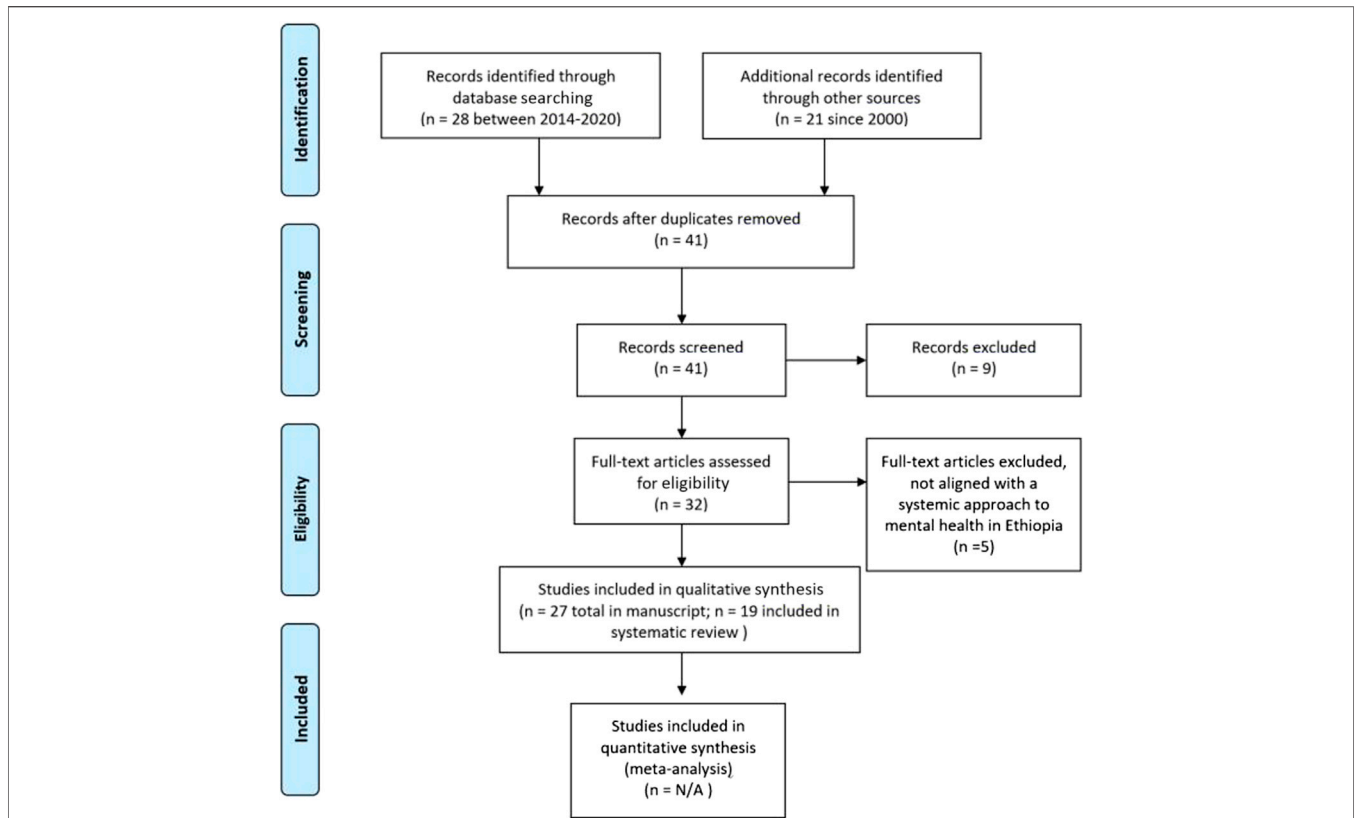 Identification
Records identified through
database searching
(n = 28 between 2014-2020)
Additional records identified
through other sources
(n = 21 since 2000)
Records after duplicates removed
(n = 41)
Screening
Records screened
(n = 41)
Records excluded
(n = 9)
Eligibility
Full-text articles assessed
for eligibility
(n = 32)
Full-text articles excluded,
not aligned with a
systemic approach to
mental health in Ethiopia
(n =5)
Studies included in qualitative synthesis
(n = 27 total in manuscript; n = 19 included in
systematic review )
Included
Studies included in
quantitative synthesis
(meta-analysis)
(n = N/A )